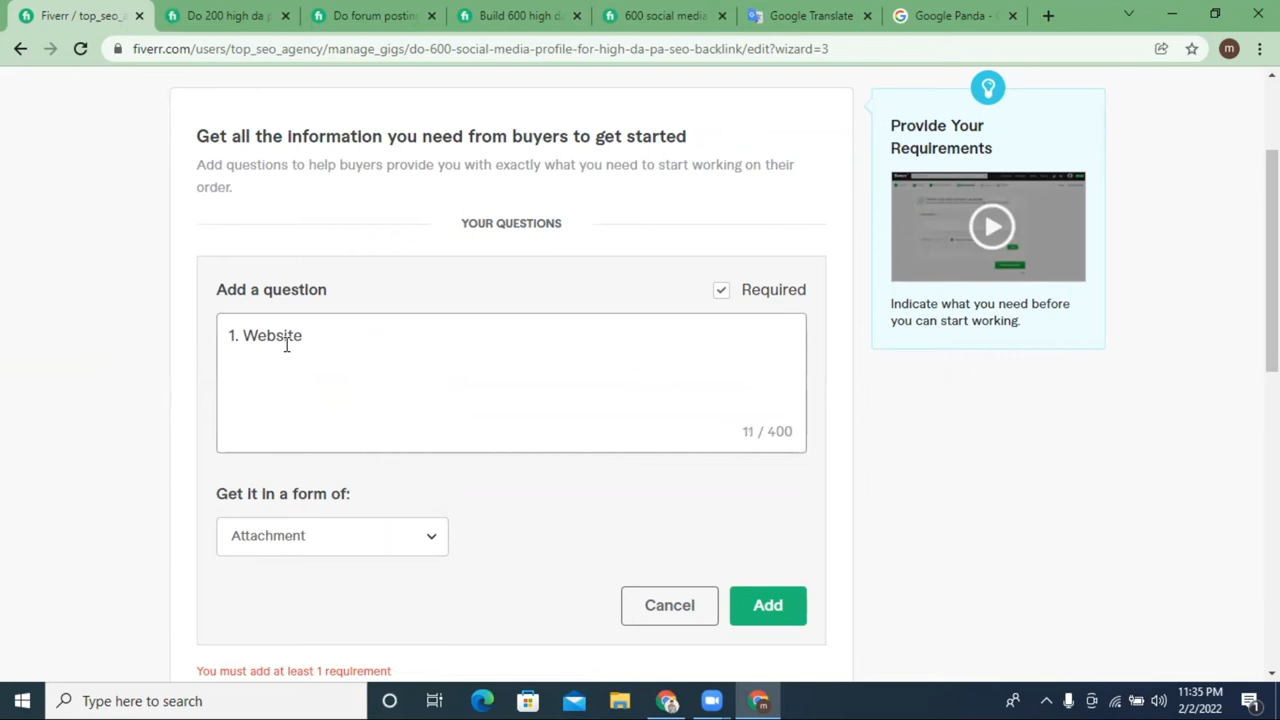 Fiverr / top_seo_a
Do 200 high da p
Do forum postin
Build 600 high d
600 social media
Google Translate
Google Panda - G
fiverr.com/users/top_seo_agency/manage_gigs/do-600-social-media-profile-for-high-da-pa-seo-backlink/edit?wizard=3
m
Get all the information you need from buyers to get started
Add questions to help buyers provide you with exactly what you need to start working on their
order.
YOUR QUESTIONS
Add a question
Required
1. Website
11 / 400
Get it in a form of:
Attachment
Cancel
Add
You must add at least 1 requirement
Provide Your
Requirements
Indicate what you need before
you can start working.
Type here to search
11:35 PM
2/2/2022